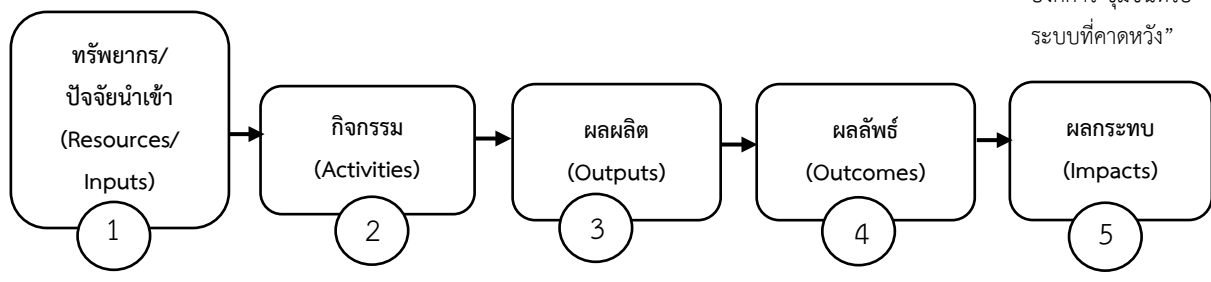 ระบบที่คาดหวัง”
ทรัพยากร/
ปัจจัยนำเข้า
(Resources/
Inputs)
1
กิจกรรม
(Activities)
2
ผลผลิต
(Outputs)
3
ผลลัพธ์
(Outcomes)
4
ผลกระทบ
(Impacts)
5